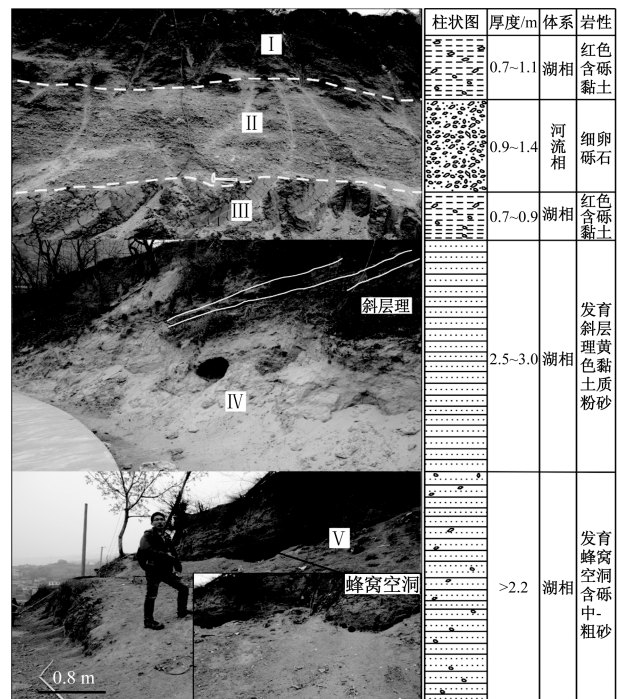 柱状图 厚度/m 体系 岩性
I
0.7~1.1 湖相 红色含砾黏土
II
0.9~1.4 河流相 细卵砾石
III
0.7~0.9 湖相 红色含砾黏土
斜层理
IV
2.5~3.0 湖相 发育斜层理黄色黏土质粉砂
V
蜂窝空洞
>2.2 湖相 发育蜂窝空洞含砾中-粗砂
0.8 m